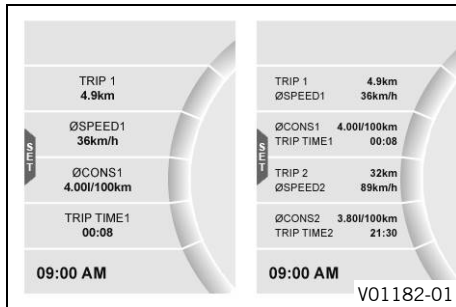 TRIP 1
4.9km
ØSPEED1
36km/h
SET
ØCONS1
4.00l/100km
TRIP TIME1
00:08
09:00 AM
TRIP 1 4.9km
ØSPEED1 36km/h
ØCONS1 4.00l/100km
TRIP TIME1 00:08
SET
TRIP 2 32km
ØSPEED2 89km/h
ØCONS2 3.80l/100km
TRIP TIME2 21:30
09:00 AM
V01182-01